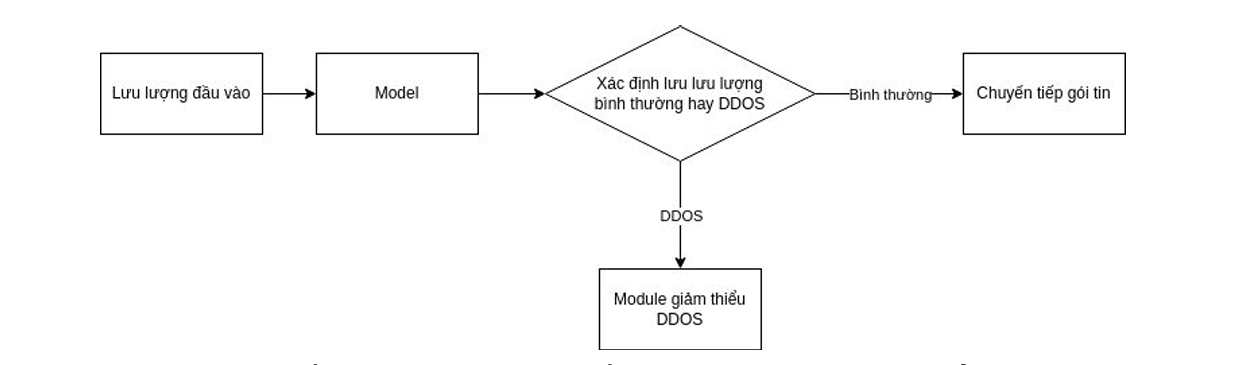 Lưu lượng đầu vào
Model
Xác định lưu lưu lượng
bình thường hay DDOS
Bình thường
Chuyển tiếp gói tin
DDOS
Module giảm thiểu
DDOS